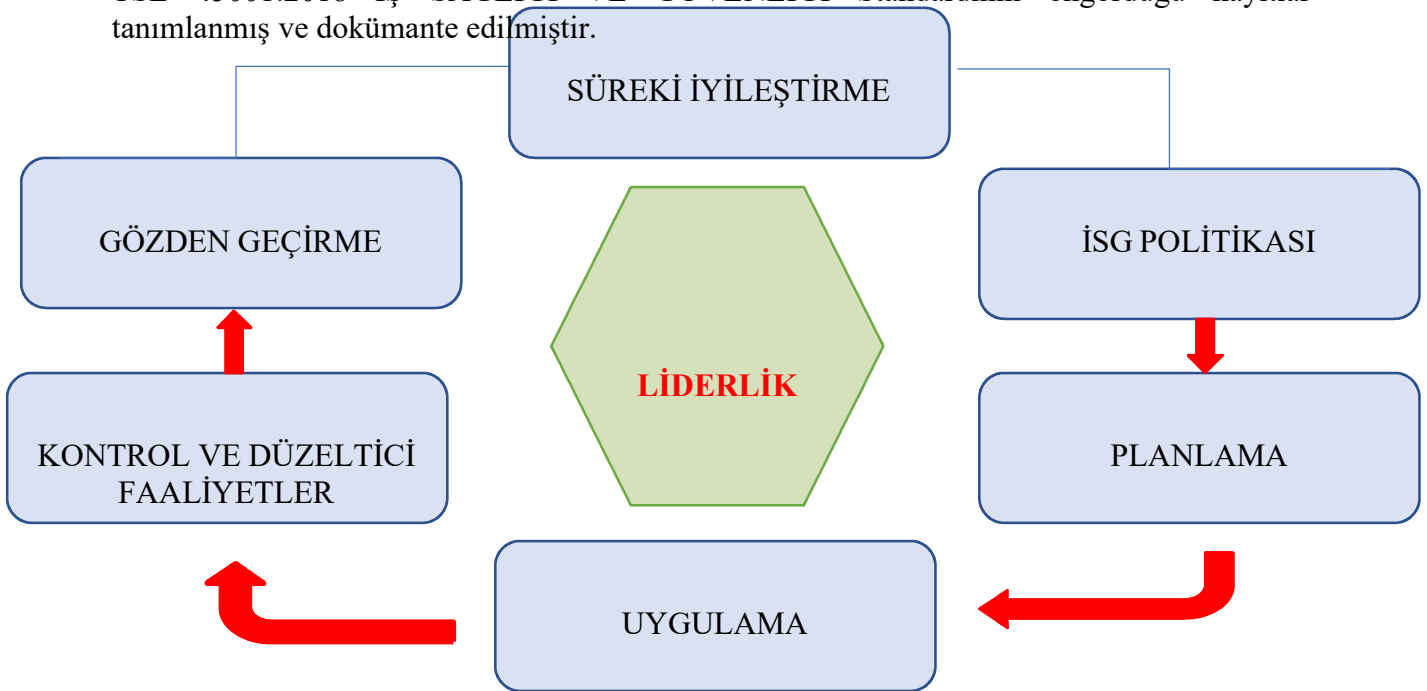 tanımlanmış ve dokümante edilmiştir.
SÜREKİ İYİLEŞTİRME
GÖZDEN GEÇİRME
İSG POLİTİKASI
LİDERLİK
KONTROL VE DÜZELTİCİ
FAALİYETLER
PLANLAMA
UYGULAMA